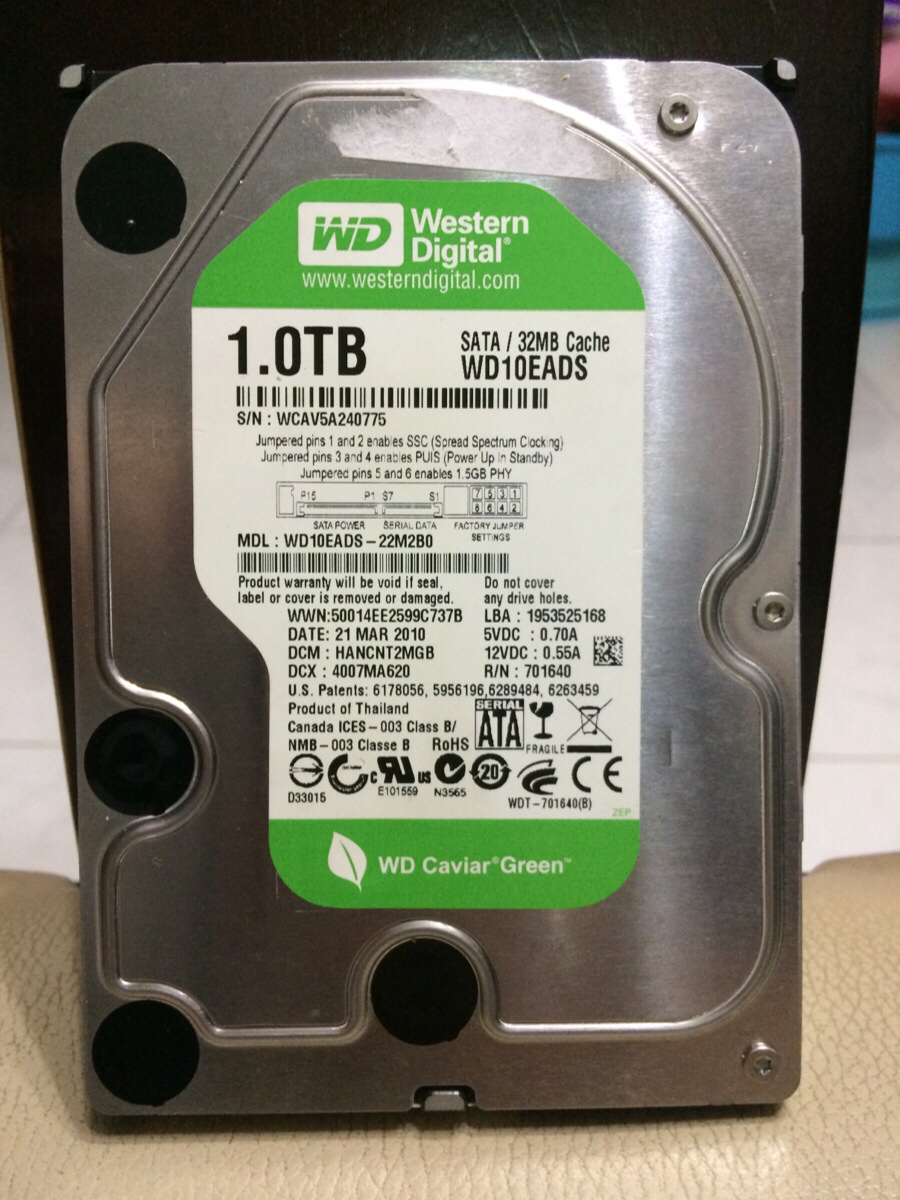 WD Western Digital®
www.westerndigital.com
1.0TB
SATA / 32MB Cache
WD10EADS
S/N : WCAV5A240775
Jumpered pins 1 and 2 enables SSC (Spread Spectrum Clocking)
Jumpered pins 3 and 4 enables PUIS (Power Up In Standby)
Jumpered pins 5 and 6 enables 1.5GB PHY
P15 P1 S7 S1 7 5 3 1
8 6 4 2
SATA POWER SERIAL DATA FACTORY JUMPER SETTINGS
MDL : WD10EADS-22M2B0
Product warranty will be void if seal,
label or cover is removed or damaged.
Do not cover
any drive holes.
WWN:50014EE2599C737B LBA : 1953525168
DATE: 21 MAR 2010 5VDC : 0.70A
DCM : HANCNT2MGB 12VDC : 0.55A
DCX : 4007MA620 R/N : 701640
U.S. Patents: 6178056, 5956196,6289484, 6263459
Product of Thailand
Canada ICES-003 Class B/
NMB-003 Classe B RoHS
SERIAL ATA
FRAGILE
c RU us 20 CE
D33015 E101559 N3565 WDT-701640(B)
ZEP
WD Caviar® Green™